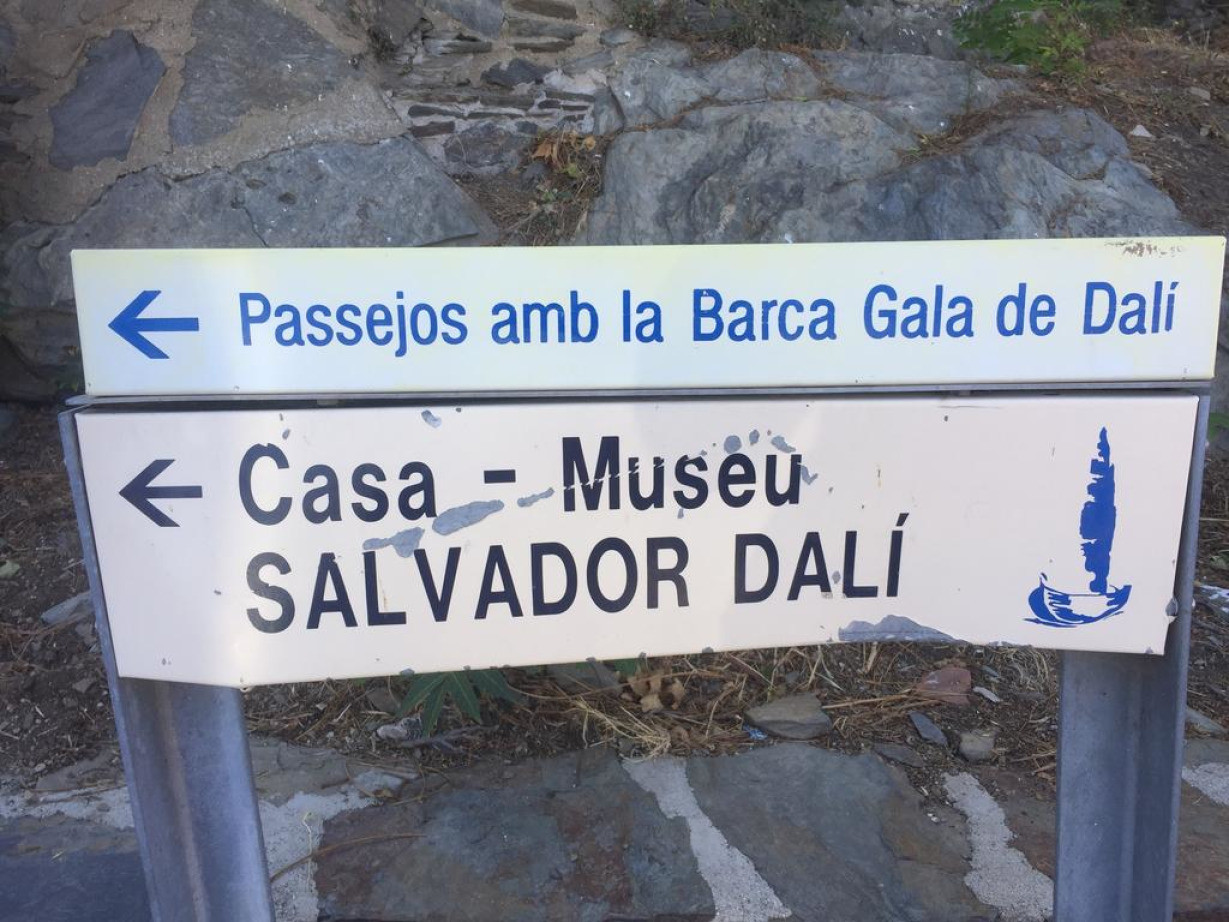 ← Passejos amb la Barca Gala de Dalí
← Casa - Museu
SALVADOR DALÍ